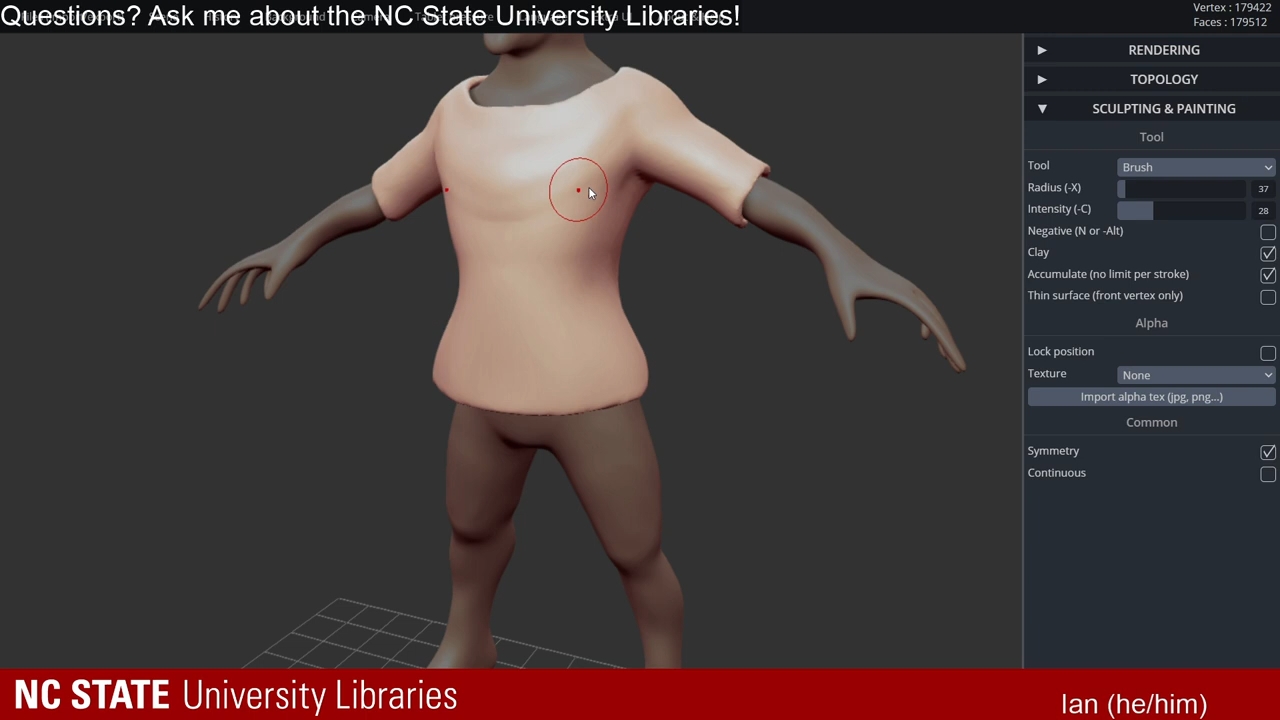 Questions? Ask me about the NC State University Libraries!
Vertex : 179422
Faces : 179512
RENDERING
TOPOLOGY
SCULPTING & PAINTING
Tool
Tool Brush
Radius (-X) 37
Intensity (-C) 28
Negative (N or -Alt)
Clay
Accumulate (no limit per stroke)
Thin surface (front vertex only)
Alpha
Lock position
Texture None
Import alpha tex (jpg, png...)
Common
Symmetry
Continuous
NC STATE University Libraries
Ian (he/him)